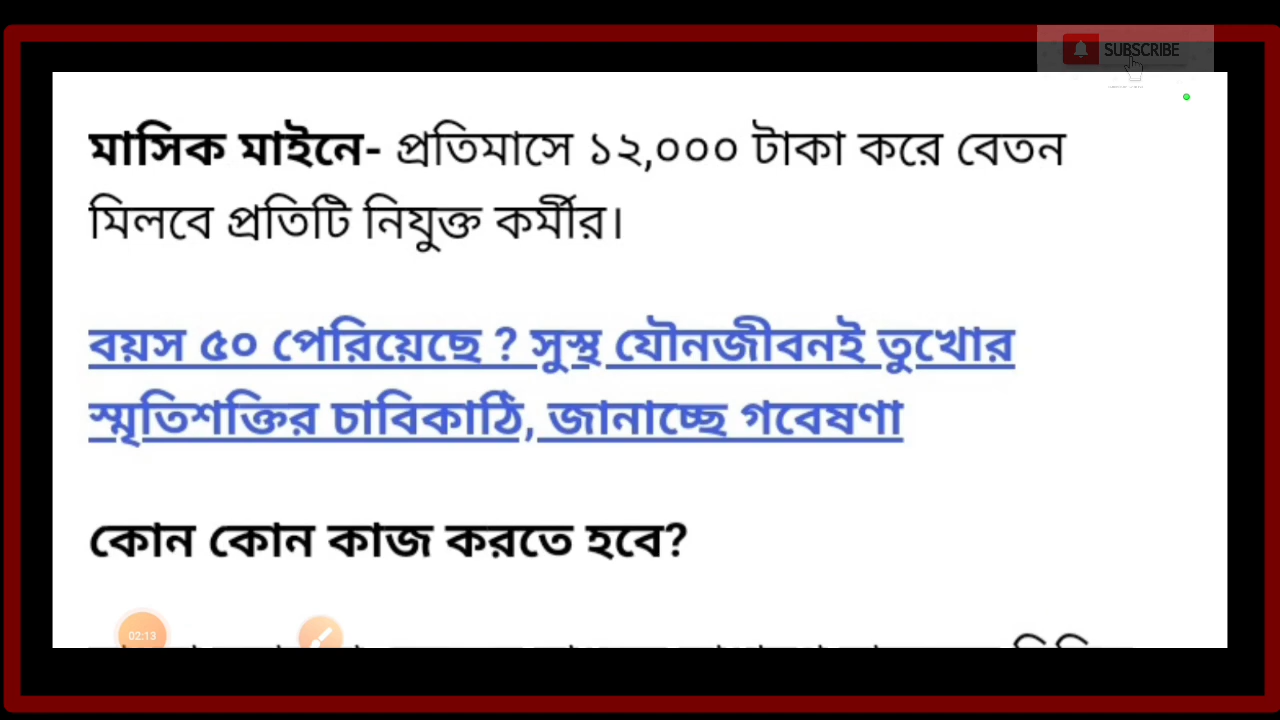 SUBSCRIBE
মাসিক মাইনে- প্রতিমাসে ১২,০০০ টাকা করে বেতন
মিলবে প্রতিটি নিযুক্ত কর্মীর।
বয়স ৫০ পেরিয়েছে ? সুস্থ যৌনজীবনই তুখোর
স্মৃতিশক্তির চাবিকাঠি, জানাচ্ছে গবেষণা
কোন কোন কাজ করতে হবে?
02:13